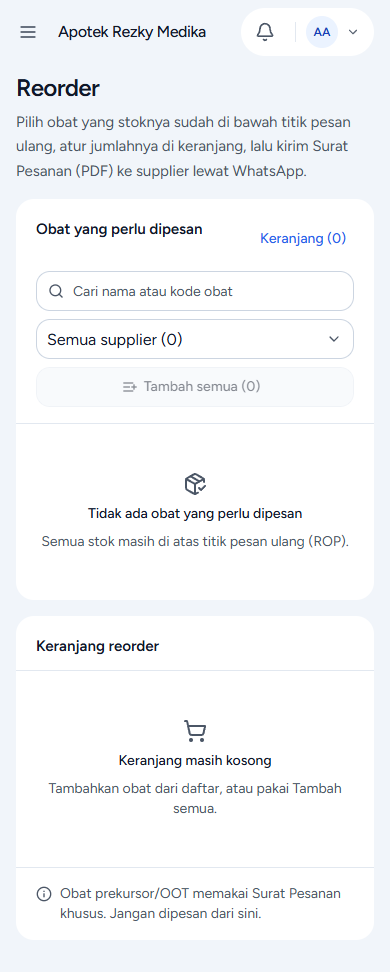 Apotek Rezky Medika
AA
Reorder
Pilih obat yang stoknya sudah di bawah titik pesan
ulang, atur jumlahnya di keranjang, lalu kirim Surat
Pesanan (PDF) ke supplier lewat WhatsApp.
Obat yang perlu dipesan
Keranjang (0)
Cari nama atau kode obat
Semua supplier (0)
Tambah semua (0)
Tidak ada obat yang perlu dipesan
Semua stok masih di atas titik pesan ulang (ROP).
Keranjang reorder
Keranjang masih kosong
Tambahkan obat dari daftar, atau pakai Tambah
semua.
Obat prekursor/OOT memakai Surat Pesanan
khusus. Jangan dipesan dari sini.